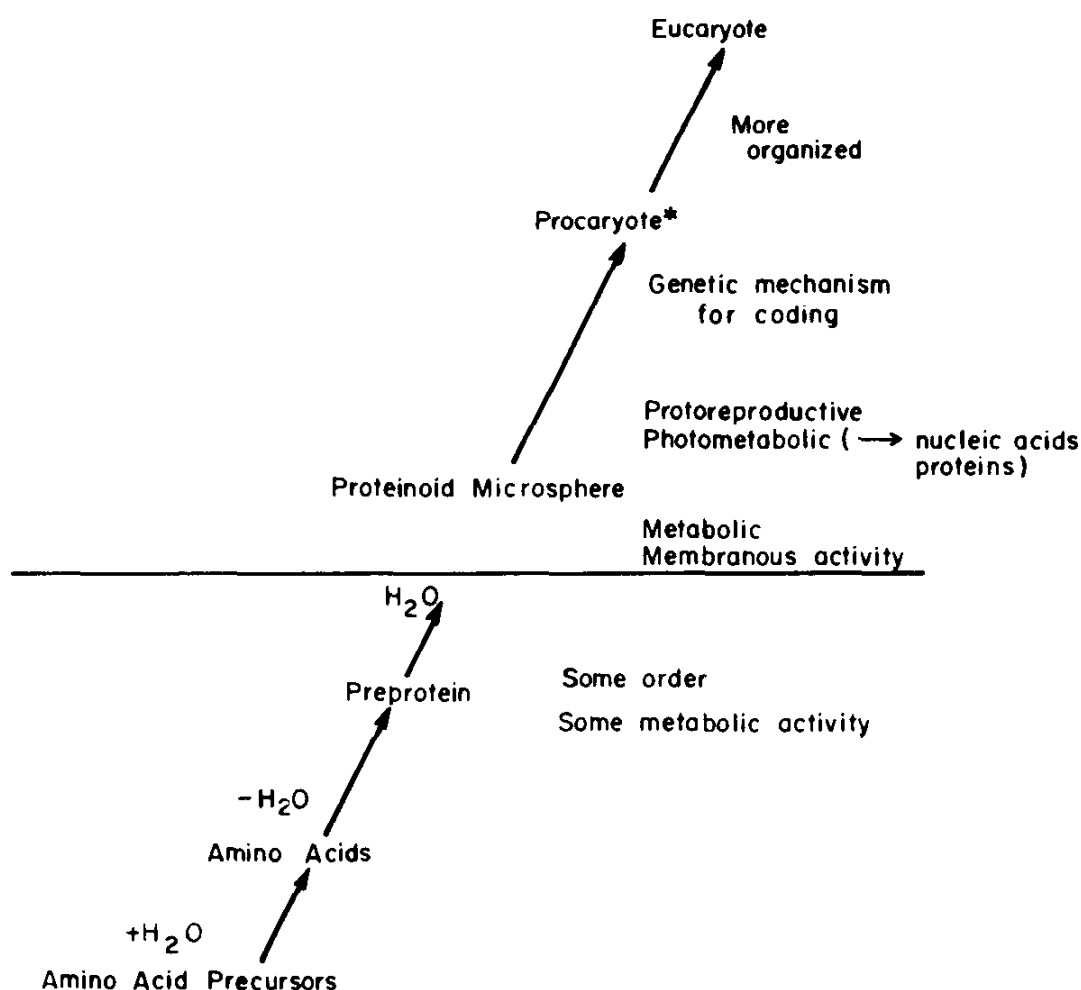 Eucaryote
More
organized
Procaryote*
Genetic mechanism
for coding
Protoreproductive
Photometabolic ( → nucleic acids
proteins)
Proteinoid Microsphere
Metabolic
Membranous activity
H2O
Preprotein
Some order
Some metabolic activity
-H2O
Amino Acids
+H2O
Amino Acid Precursors